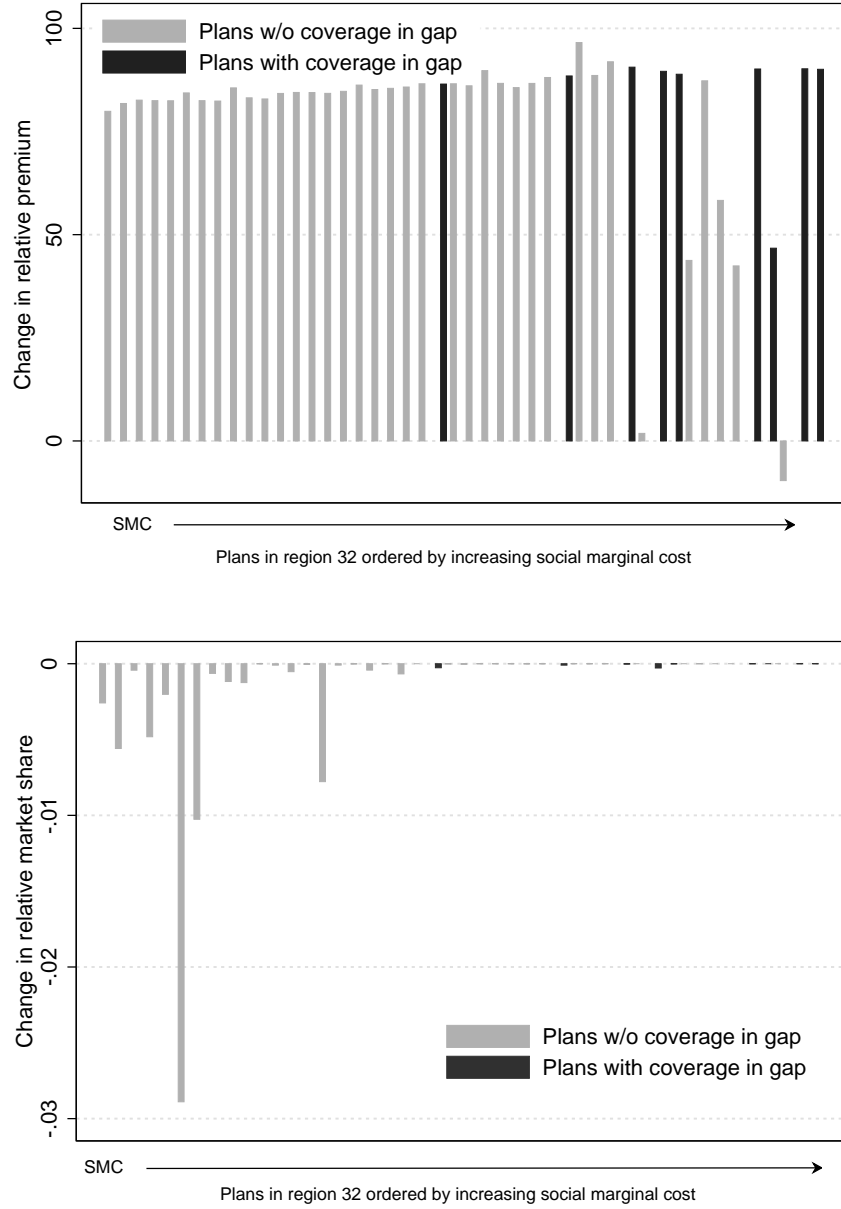 100
Plans w/o coverage in gap
Plans with coverage in gap
50
0
Change in relative premium
SMC
Plans in region 32 ordered by increasing social marginal cost
0
-.01
-.02
-.03
Change in relative market share
Plans w/o coverage in gap
Plans with coverage in gap
SMC
Plans in region 32 ordered by increasing social marginal cost